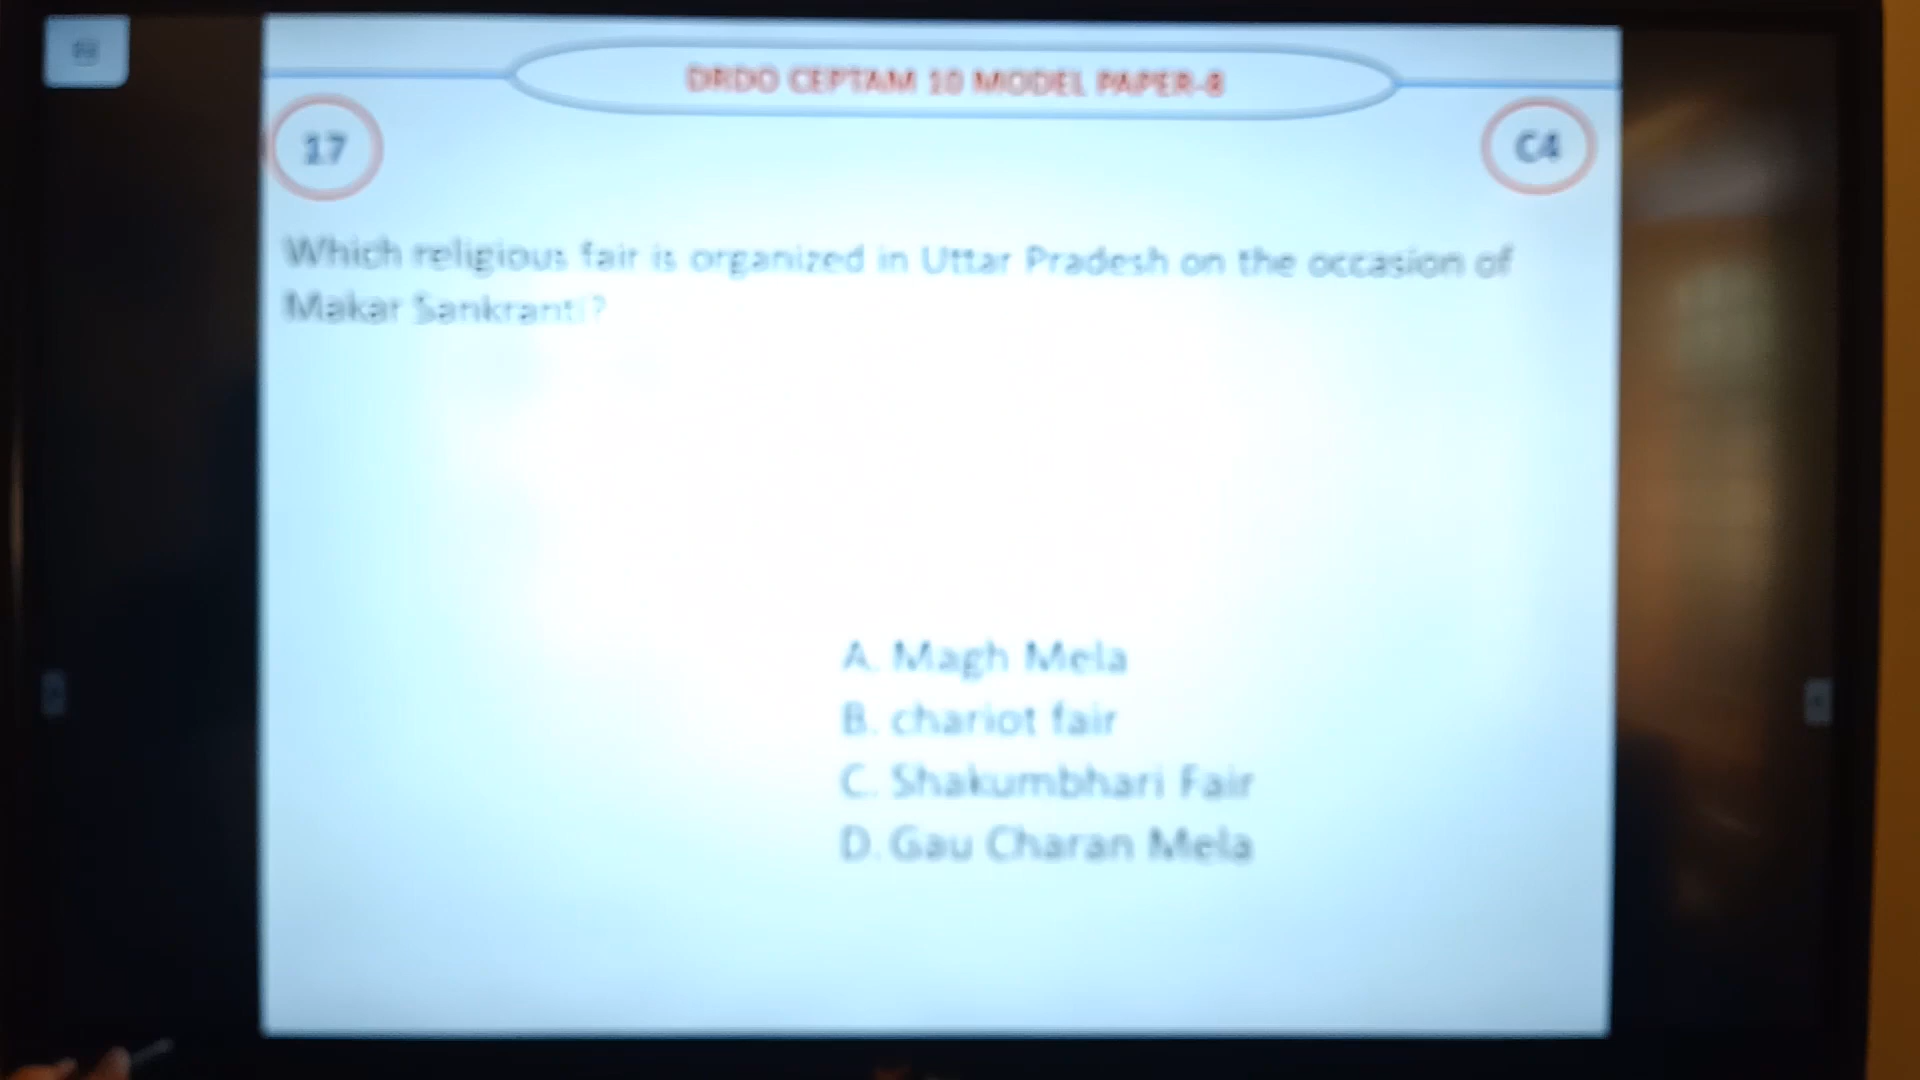 DRDO CEPTAM 10 MODEL PAPER-8
17
C4
Which religious fair is organized in Uttar Pradesh on the occasion of
Makar Sankranti?
A. Magh Mela
B. chariot fair
C. Shakumbhari Fair
D. Gau Charan Mela